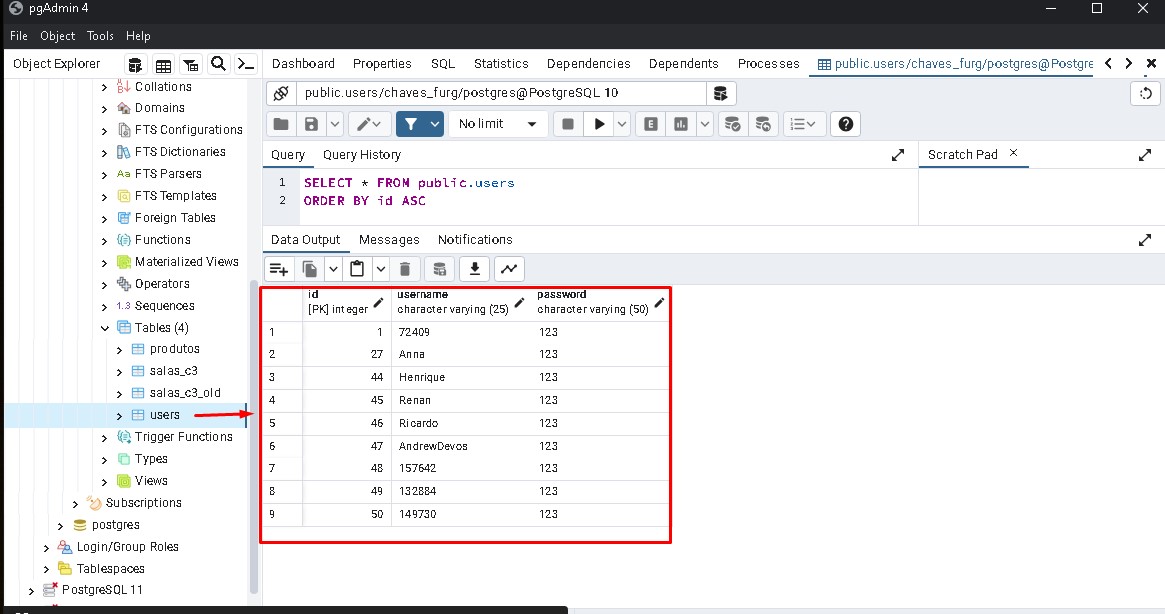 pgAdmin 4
File Object Tools Help
Object Explorer
Dashboard Properties SQL Statistics Dependencies Dependents Processes public.users/chaves_furg/postgres@Postgre
Collations
Domains
FTS Configurations
FTS Dictionaries
Aa FTS Parsers
FTS Templates
Foreign Tables
Functions
Materialized Views
Operators
1..3 Sequences
Tables (4)
produtos
salas_c3
salas_c3_old
users
Trigger Functions
Types
Views
Subscriptions
postgres
Login/Group Roles
Tablespaces
PostgreSQL 11
public.users/chaves_furg/postgres@PostgreSQL 10
No limit
E
Query Query History
Scratch Pad
1 SELECT * FROM public.users
2 ORDER BY id ASC
Data Output Messages Notifications
id username password
[PK] integer character varying (25) character varying (50)
1 1 72409 123
2 27 Anna 123
3 44 Henrique 123
4 45 Renan 123
5 46 Ricardo 123
6 47 AndrewDevos 123
7 48 157642 123
8 49 132884 123
9 50 149730 123